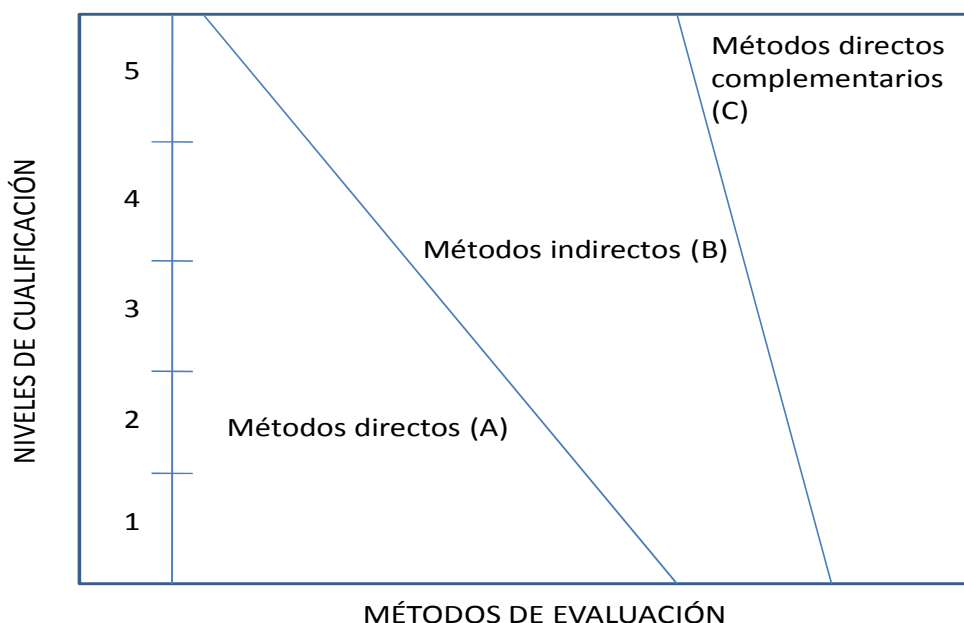 Métodos directos
complementarios
(C)
5
4
Métodos indirectos (B)
3
2
Métodos directos (A)
1
NIVELES DE CUALIFICACIÓN
MÉTODOS DE EVALUACIÓN